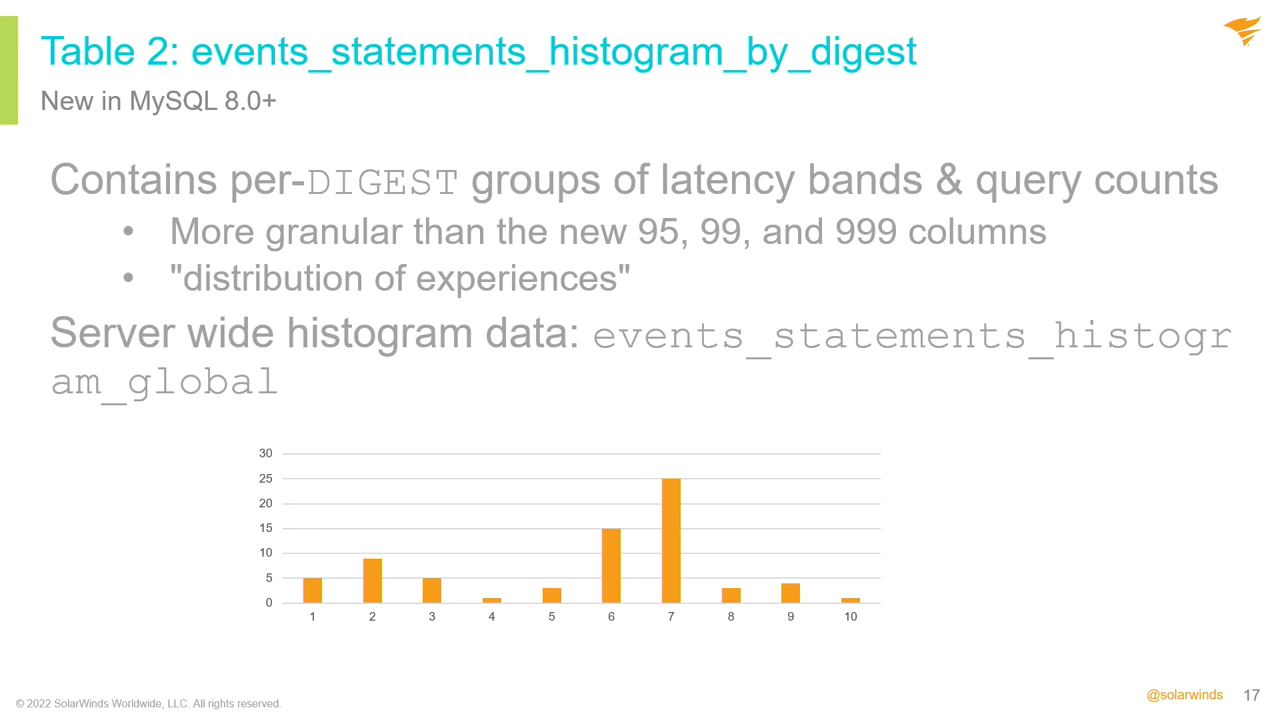 Table 2: events_statements_histogram_by_digest
New in MySQL 8.0+
Contains per-DIGEST groups of latency bands & query counts
• More granular than the new 95, 99, and 999 columns
• "distribution of experiences"
Server wide histogram data: events_statements_histogr
am_global
30
25
20
15
10
5
0
1 2 3 4 5 6 7 8 9 10
© 2022 SolarWinds Worldwide, LLC. All rights reserved.
@solarwinds 17